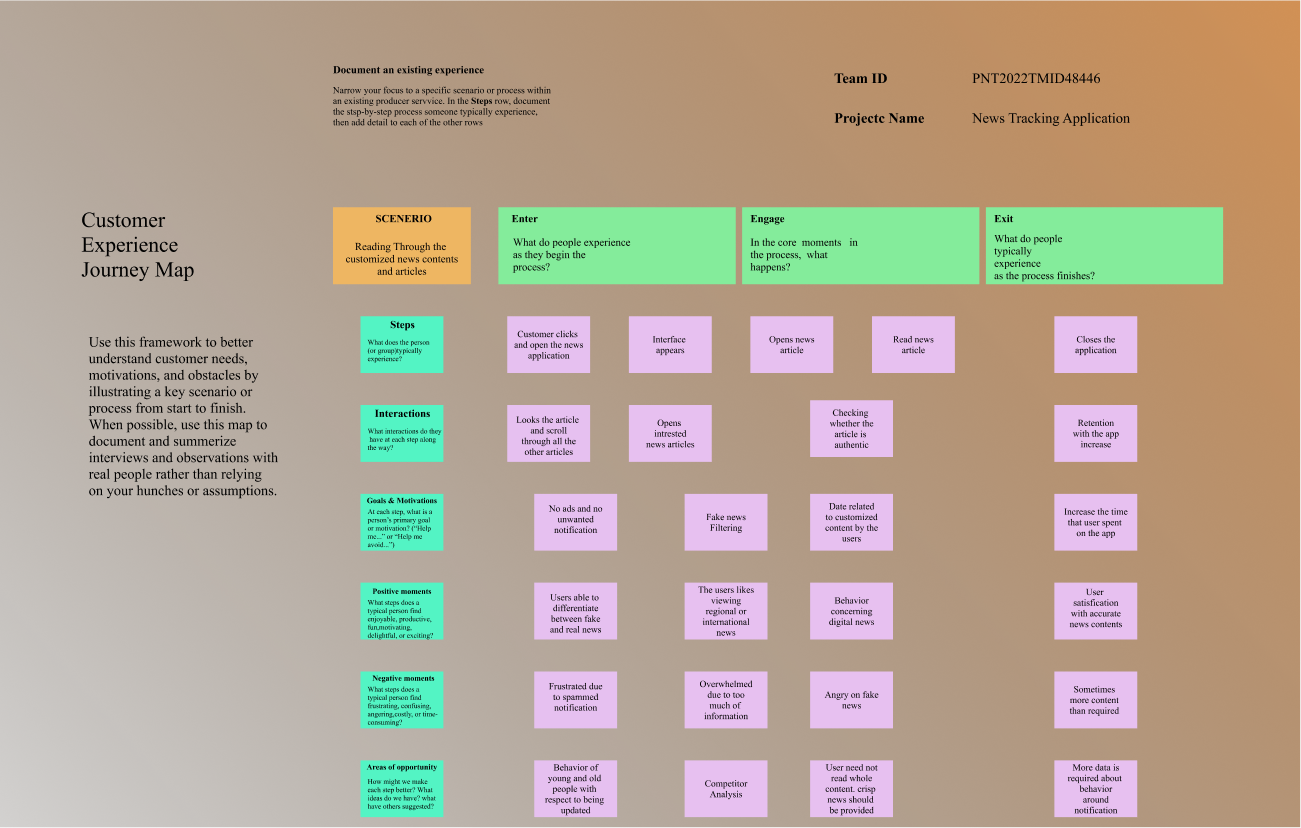 Document an existing experience
Narrow your focus to a specific scenario or process within
an existing producer servvice. In the Steps row, document
the stsp-by-step process someone typically experience,
then add detail to each of the other rows
Team ID
PNT2022TMID48446
Projectc Name
News Tracking Application
Customer
Experience
Journey Map
Use this framework to better
understand customer needs,
motivations, and obstacles by
illustrating a key scenario or
process from start to finish.
When possible, use this map to
document and summerize
interviews and observations with
real people rather than relying
on your hunches or assumptions.
SCENERIO
Reading Through the
customized news contents
and articles
Enter
What do people experience
as they begin the
process?
Engage
In the core moments in
the process, what
happens?
Exit
What do people
typically
experience
as the process finishes?
Steps
What does the person
(or group)typically
experience?
Customer clicks
and open the news
application
Interface
appears
Opens news
article
Read news
article
Closes the
application
Interactions
What interactions do they
have at each step along
the way?
Looks the article
and scroll
through all the
other articles
Opens
intrested
news articles
Checking
whether the
article is
authentic
Retention
with the app
increase
Goals & Motivations
At each step, what is a
person's primary goal
or motivation? ("Help
me..." or "Help me
avoid...")
No ads and no
unwanted
notification
Fake news
Filtering
Date related
to customized
content by the
users
Increase the time
that user spent
on the app
Positive moments
What steps does a
typical person find
enjoyable, productive,
fun,motivating,
delightful, or exciting?
Users able to
differentiate
between fake
and real news
The users likes
viewing
regional or
international
news
Behavior
concerning
digital news
User
satisfication
with accurate
news contents
Negative moments
What steps does a
typical person find
frustrating, confusing,
angering,costly, or time-
consuming?
Frustrated due
to spammed
notification
Overwhelmed
due to too
much of
information
Angry on fake
news
Sometimes
more content
than required
Areas of opportunity
How might we make
each step better? What
ideas do we have? what
have others suggested?
Behavior of
young and old
people with
respect to being
updated
Competitor
Analysis
User need not
read whole
content. crisp
news should
be provided
More data is
required about
behavior
around
notification